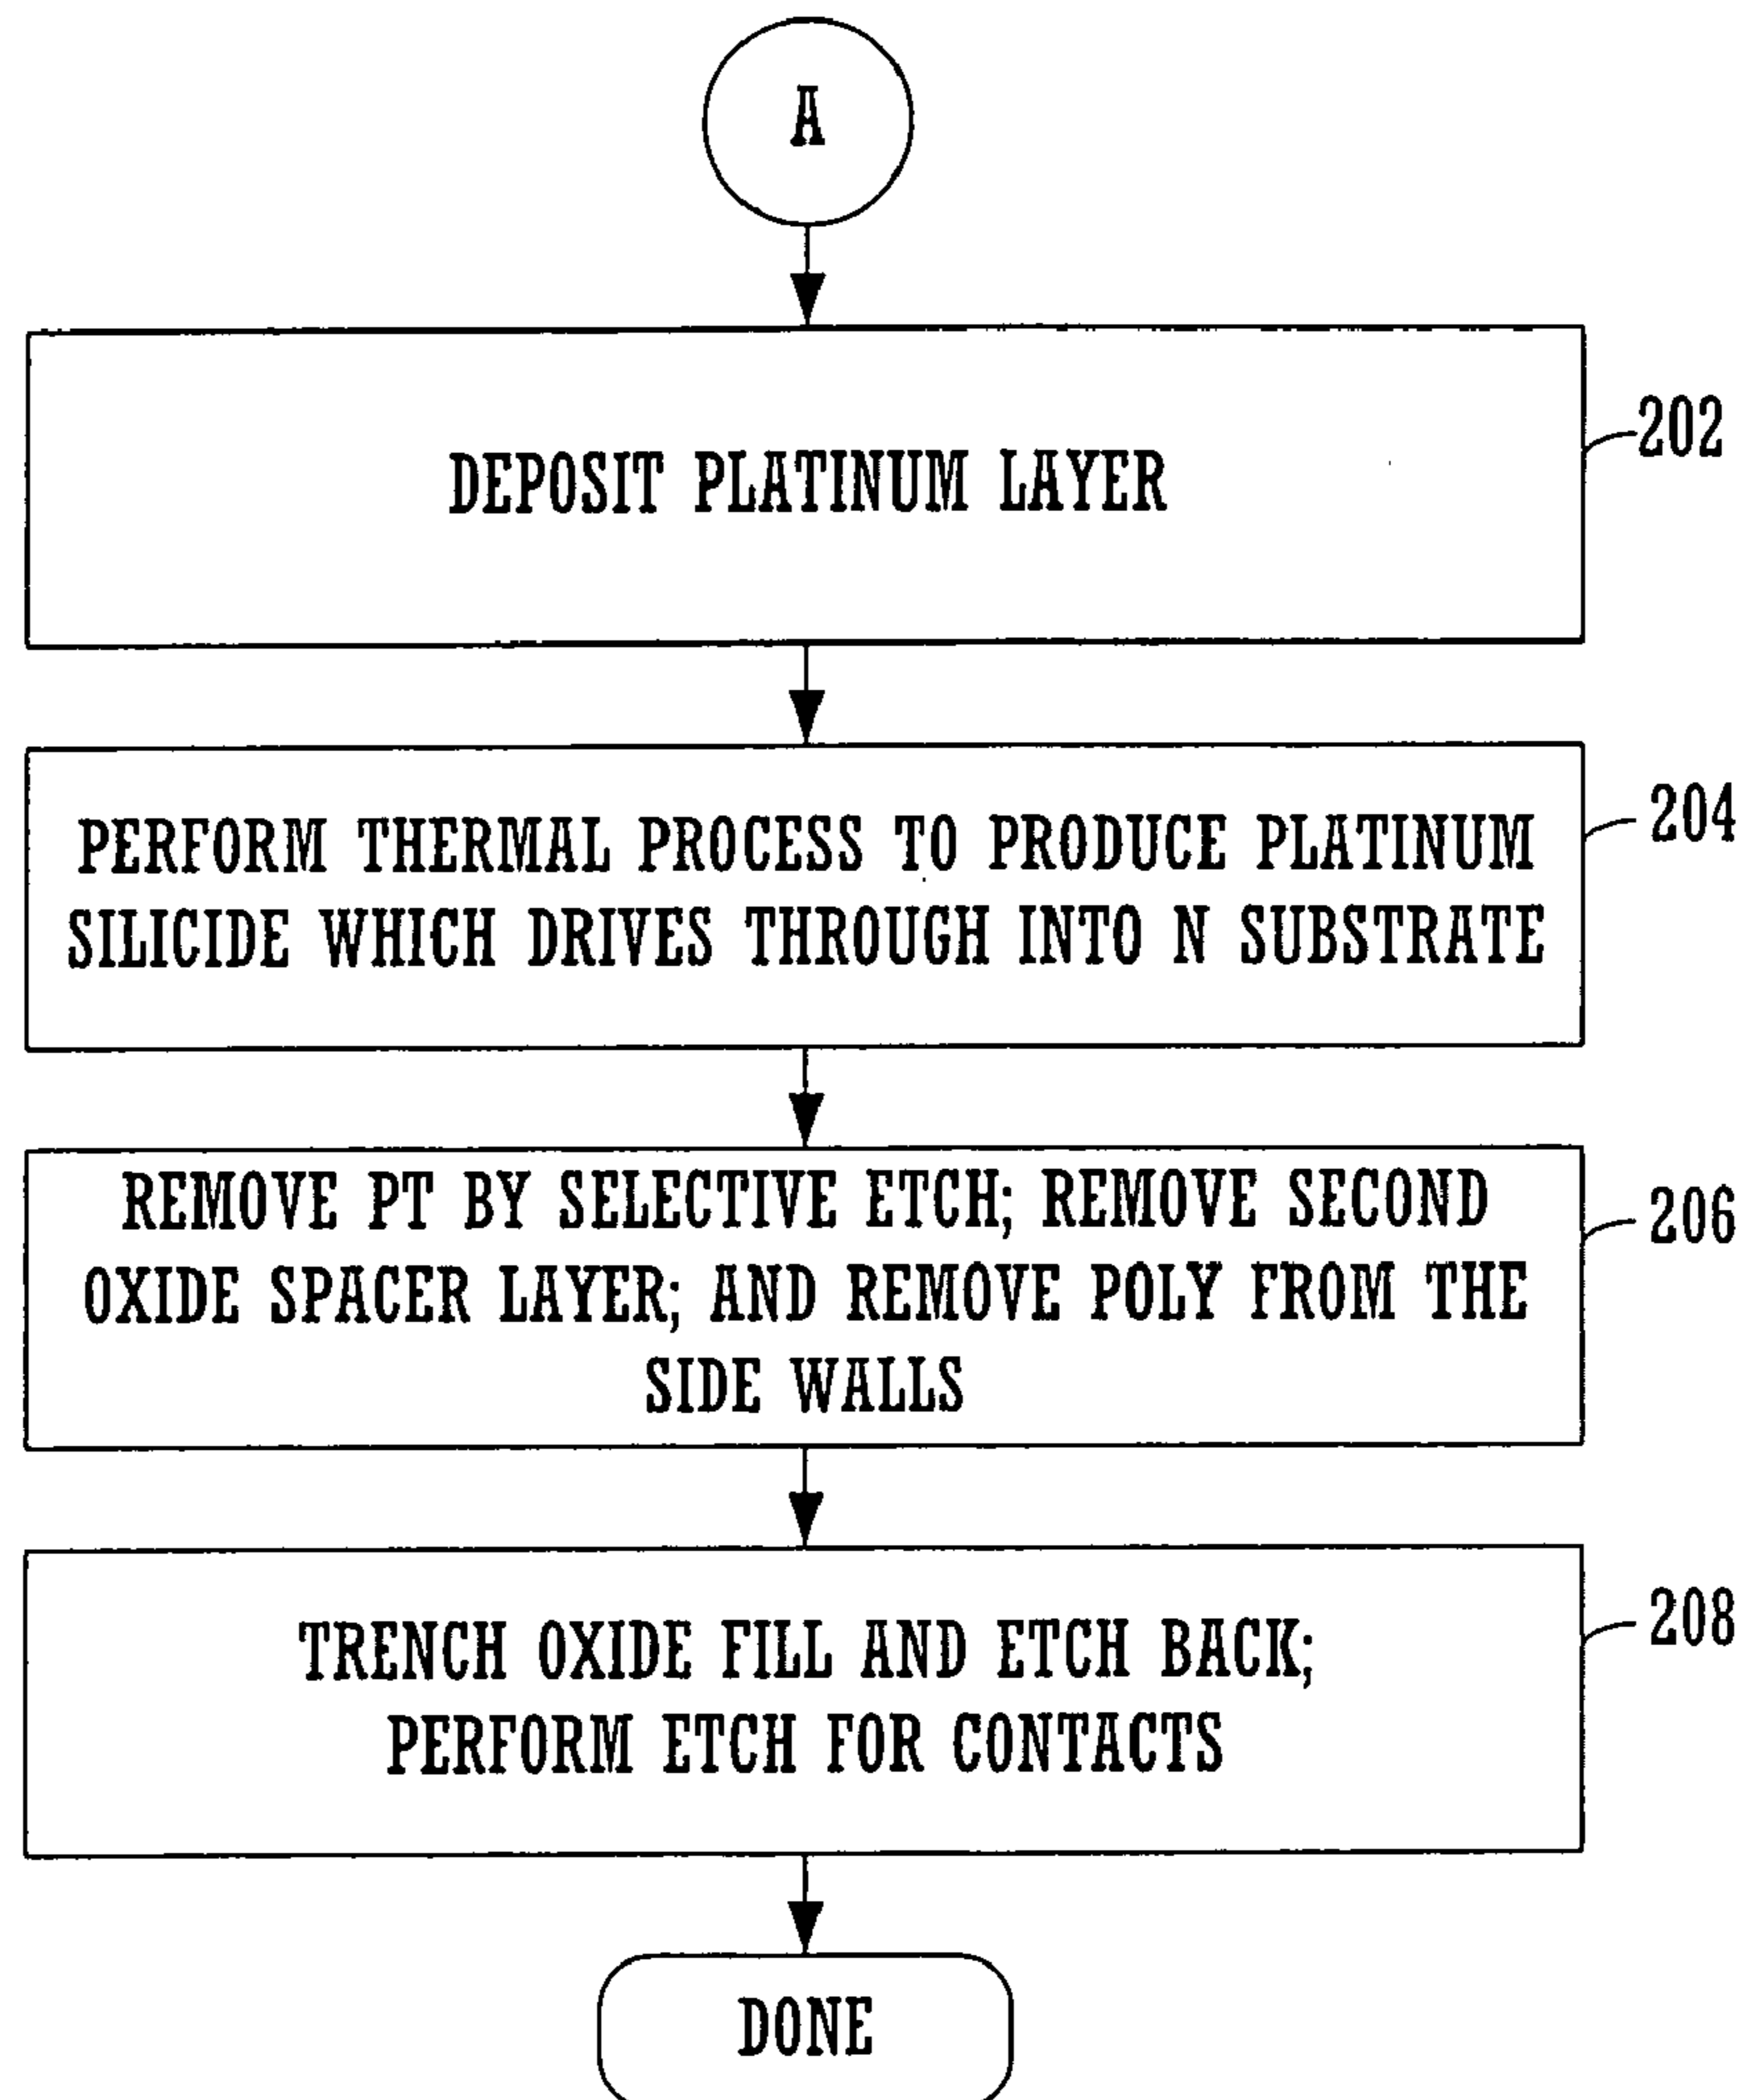 A
DEPOSIT PLATINUM LAYER
202
PERFORM THERMAL PROCESS TO PRODUCE PLATINUM
SILICIDE WHICH DRIVES THROUGH INTO N SUBSTRATE
204
REMOVE PT BY SELECTIVE ETCH; REMOVE SECOND
OXIDE SPACER LAYER; AND REMOVE POLY FROM THE
SIDE WALLS
206
TRENCH OXIDE FILL AND ETCH BACK;
PERFORM ETCH FOR CONTACTS
208
DONE